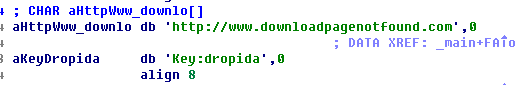 ; CHAR aHttpWww_downlo[]
aHttpWww_downlo db 'http://www.downloadpagenotfound.com',0
; DATA XREF: _main+FA↑o
aKeyDropida db 'Key:dropida',0
align 8